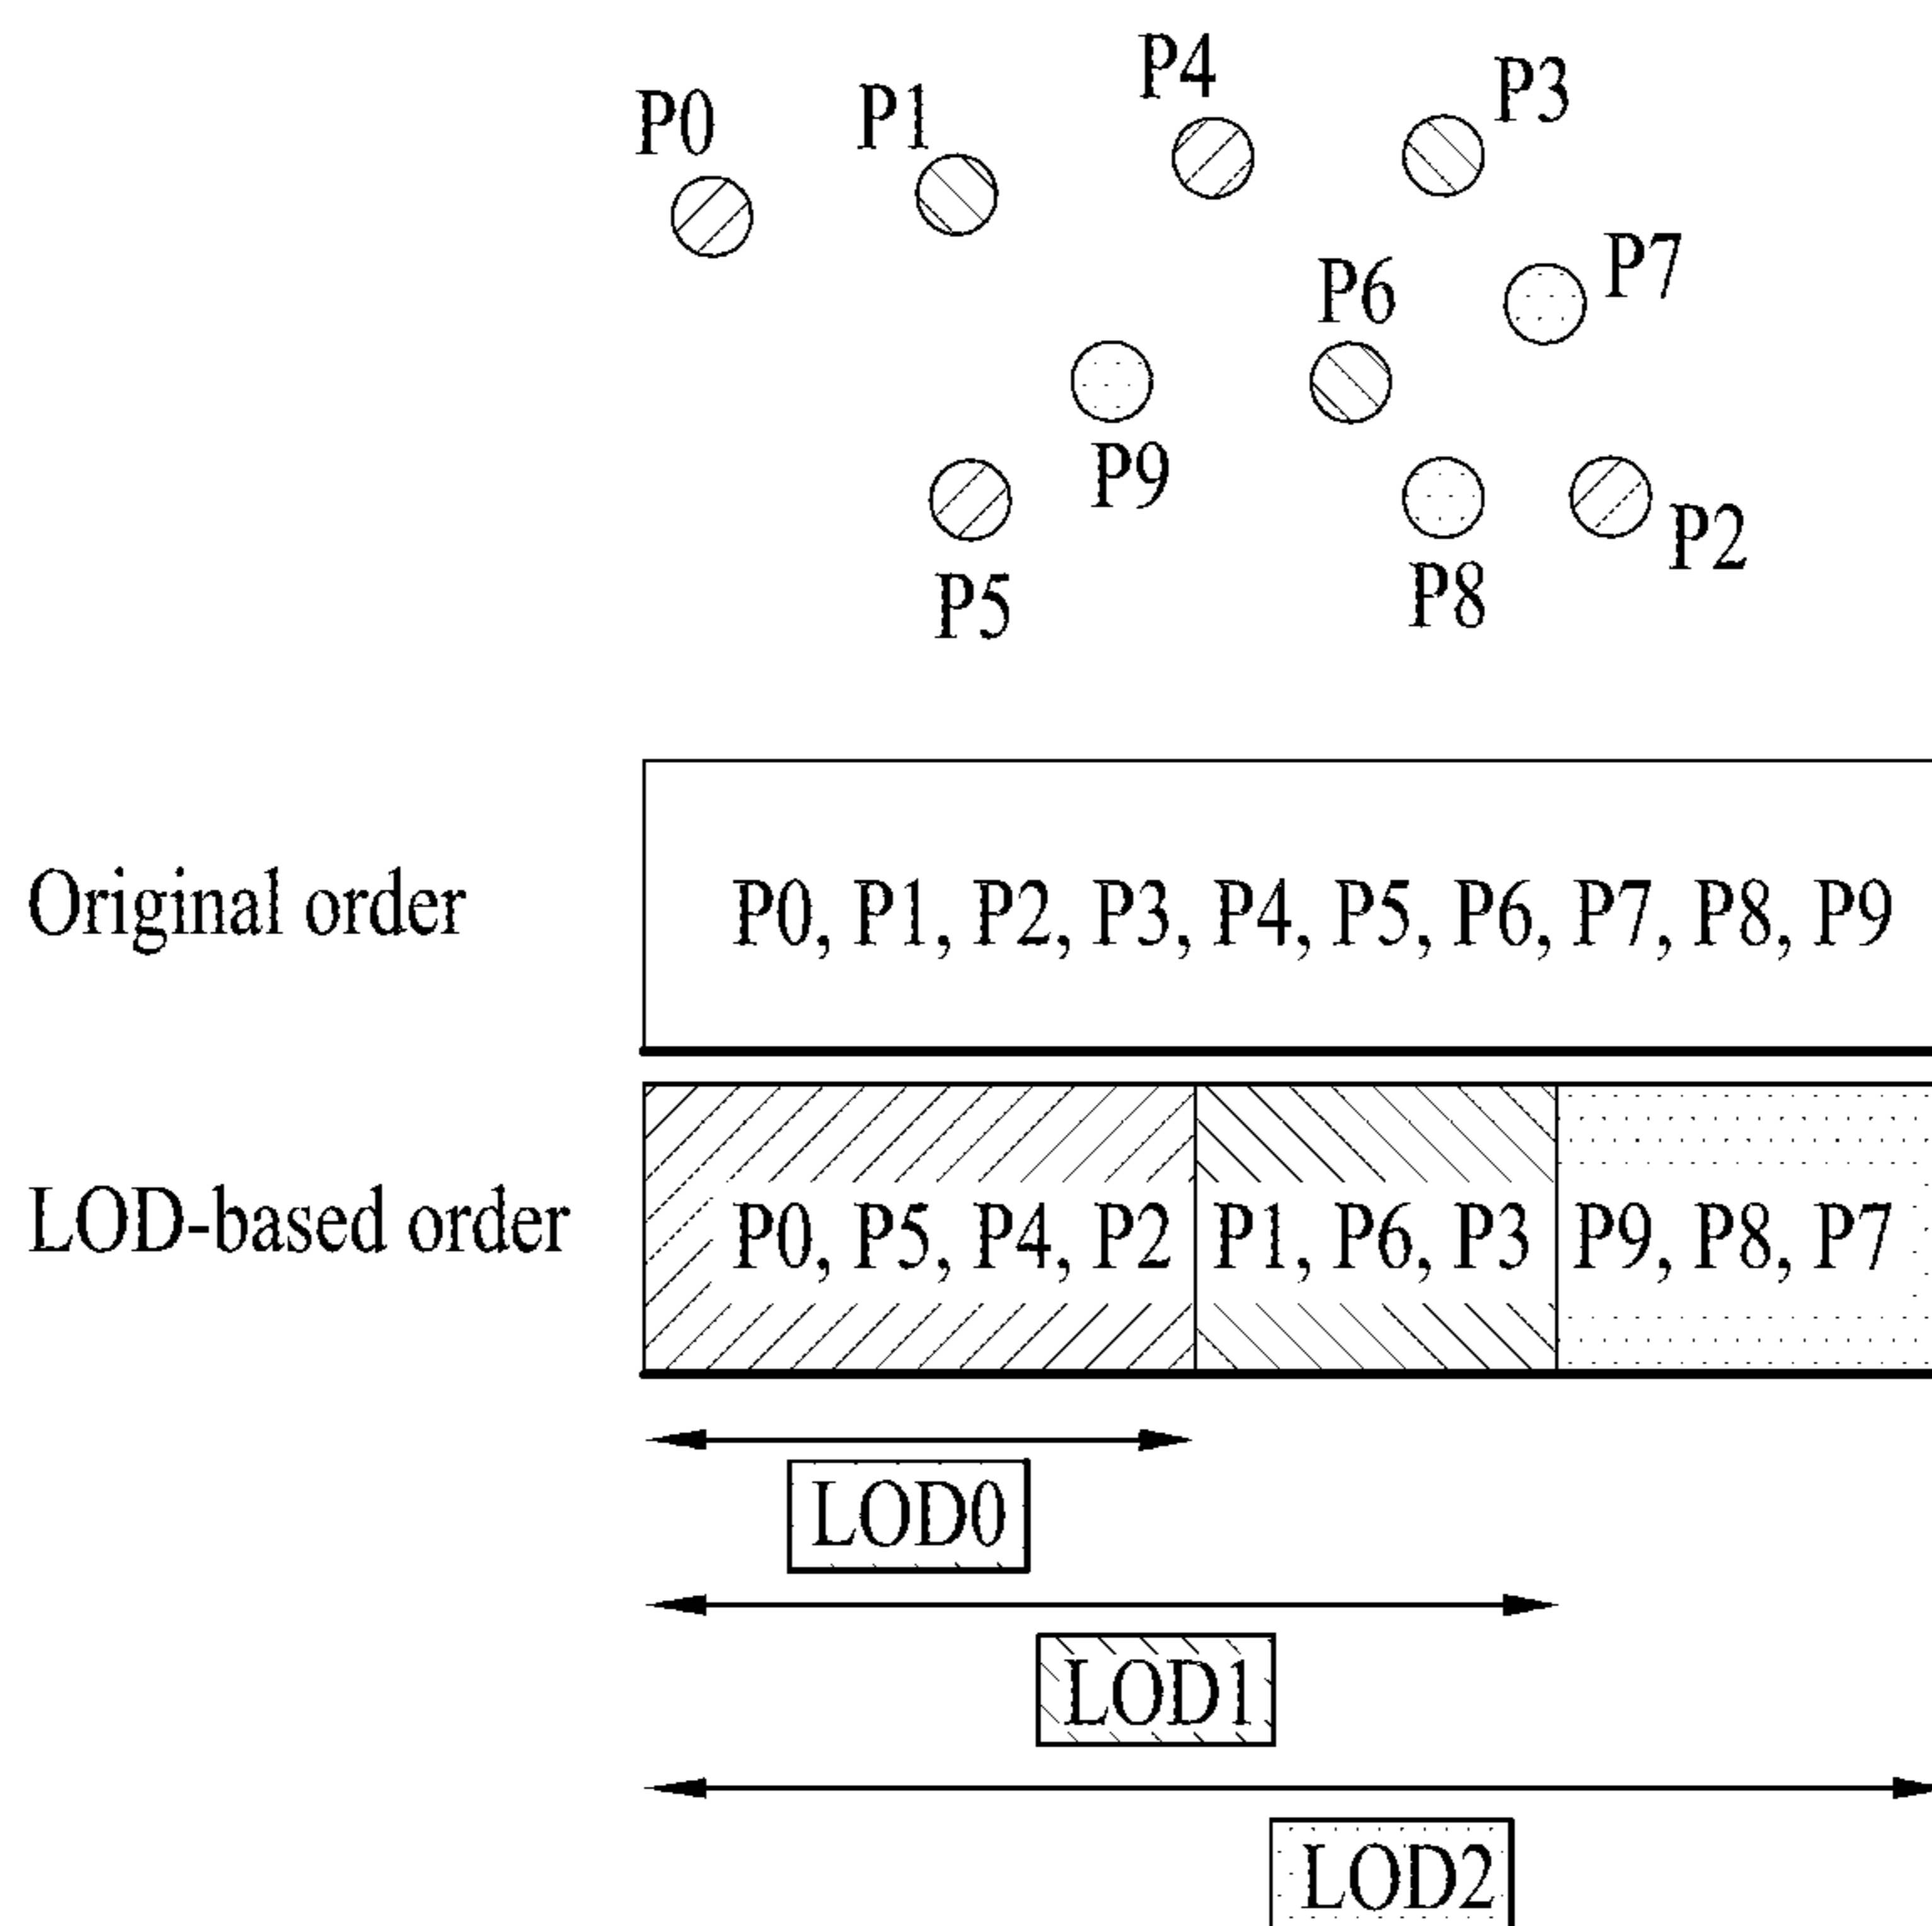 P4
P3
P0
P1
P7
P6
P9
P2
P5
P8
Original order
P0, P1, P2, P3, P4, P5, P6, P7, P8, P9
LOD-based order
P0, P5, P4, P2
P1, P6, P3
P9, P8, P7
LOD0
LOD1
LOD2